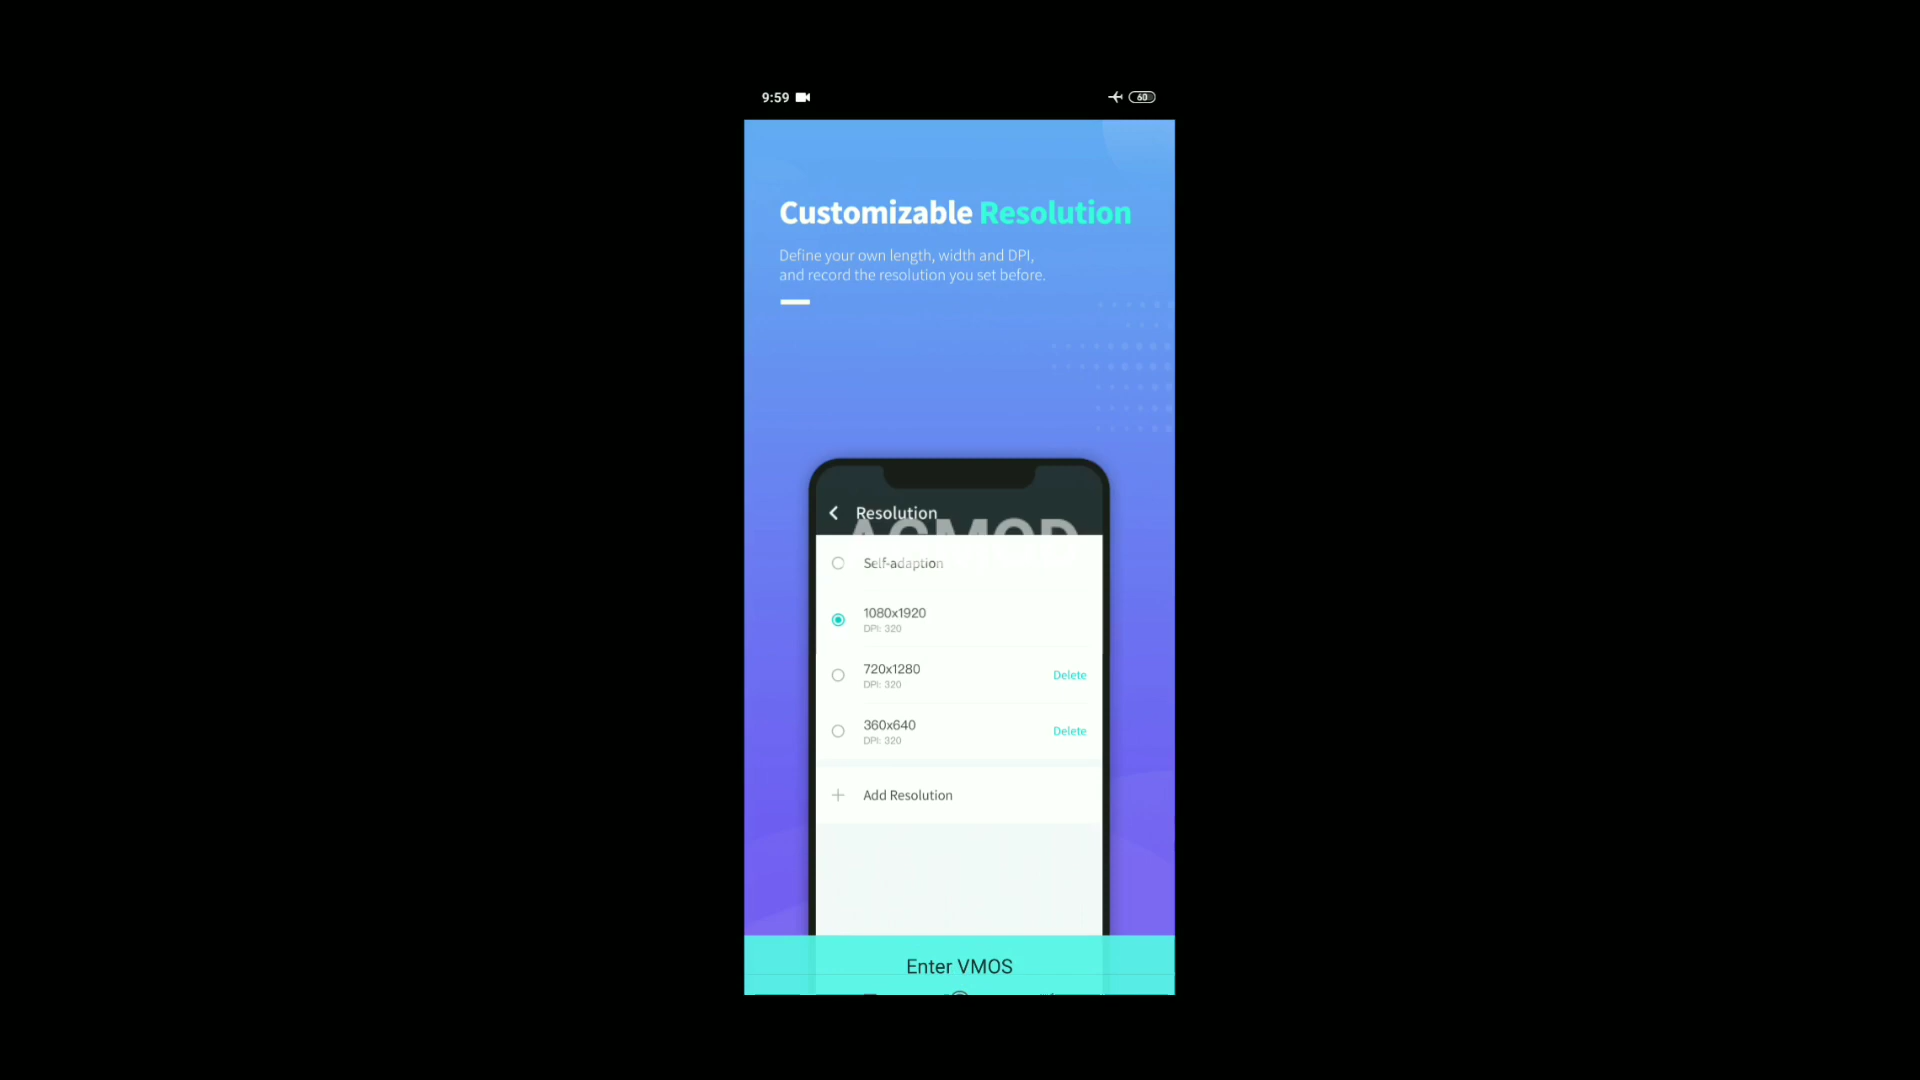 9:59
60
Customizable Resolution
Define your own length, width and DPI,
and record the resolution you set before.
Resolution
Self-adaption
1080x1920
DPI: 320
720x1280
DPI: 320
Delete
360x640
DPI: 320
Delete
Add Resolution
Enter VMOS